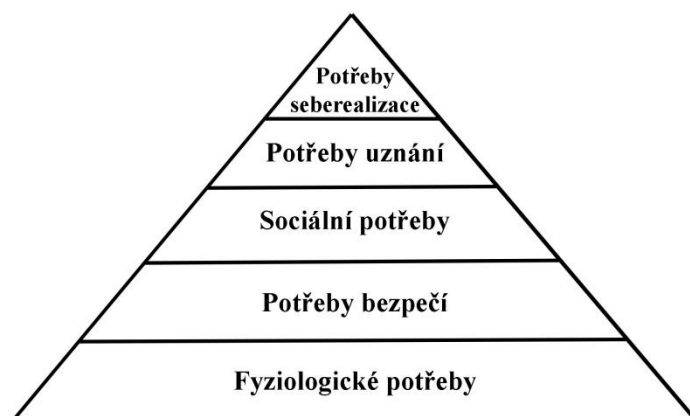 Potřeby
seberealizace
Potřeby uznání
Sociální potřeby
Potřeby bezpečí
Fyziologické potřeby